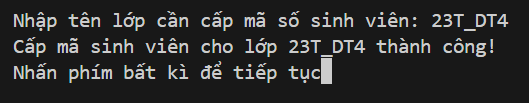 Nhập tên lớp cần cấp mã số sinh viên: 23T_DT4
Cấp mã sinh viên cho lớp 23T_DT4 thành công!
Nhấn phím bất kì để tiếp tục